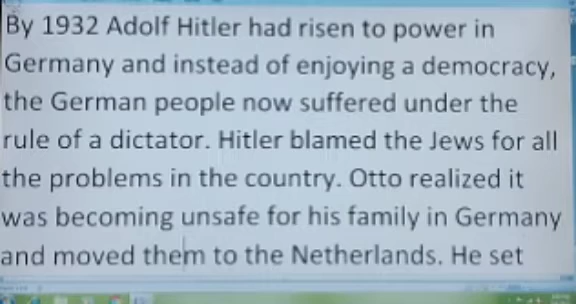 By 1932 Adolf Hitler had risen to power in
Germany and instead of enjoying a democracy,
the German people now suffered under the
rule of a dictator. Hitler blamed the Jews for all
the problems in the country. Otto realized it
was becoming unsafe for his family in Germany
and moved them to the Netherlands. He set